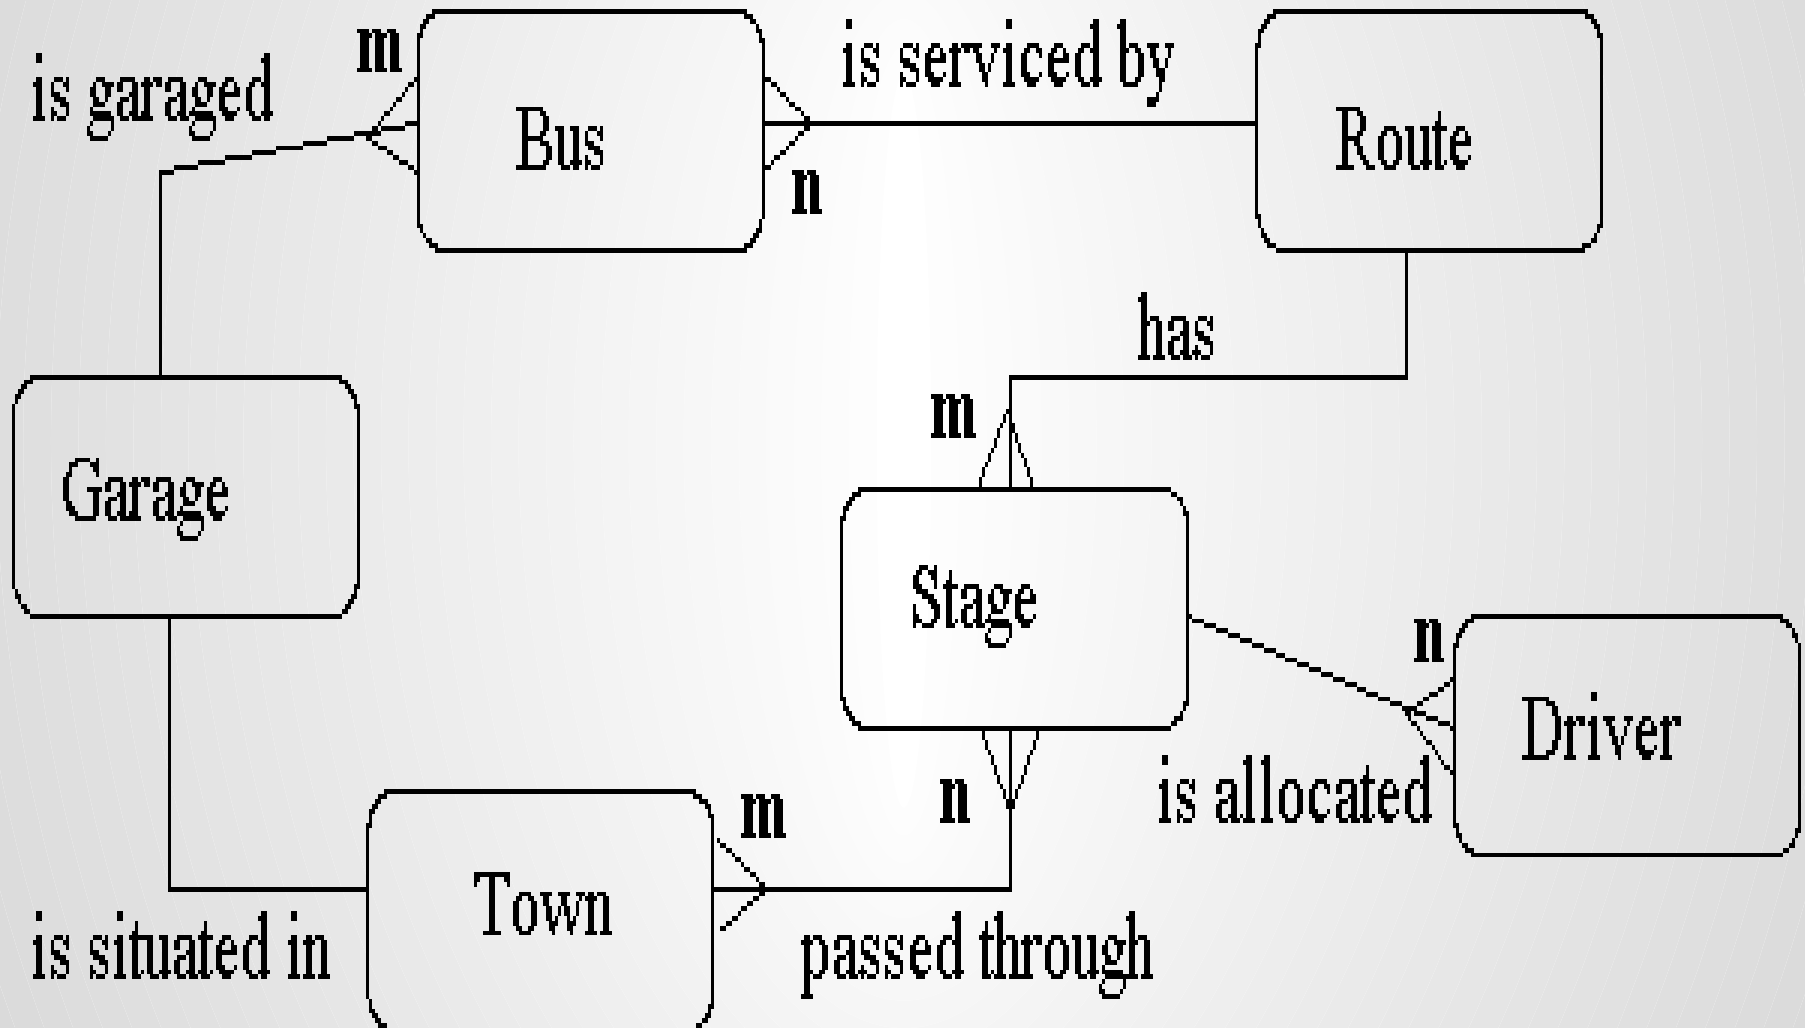 m
is serviced by
is garaged
Bus
Route
n
has
m
Garage
Stage
n
Driver
n
is allocated
m
Town
is situated in
passed through